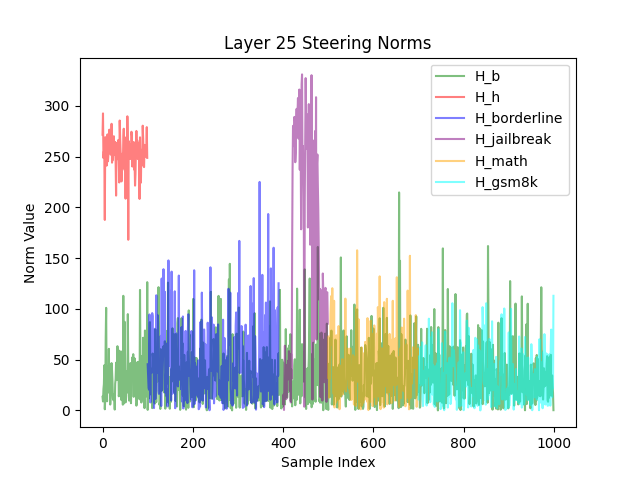 Layer 25 Steering Norms
H_b
H_h
H_borderline
H_jailbreak
H_math
H_gsm8k
Norm Value
300
250
200
150
100
50
0
0 200 400 600 800 1000
Sample Index